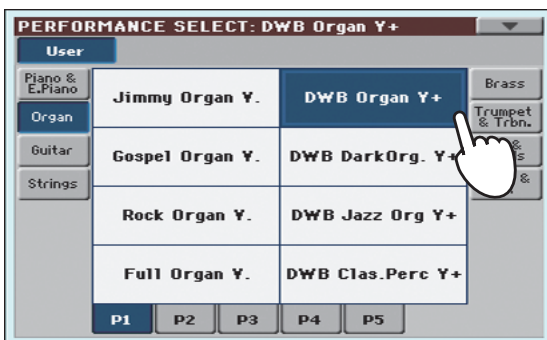 PERFORMANCE SELECT: DWB Organ Y+
User
Piano &
E.Piano
Organ
Guitar
Strings
Jimmy Organ Y.
DWB Organ Y+
Gospel Organ Y.
DWB DarkOrg. Y+
Rock Organ Y.
DWB Jazz Org Y+
Full Organ Y.
DWB Clas.Perc Y+
Brass
Trumpet
& Trbn.
&
s
&
P1 P2 P3 P4 P5